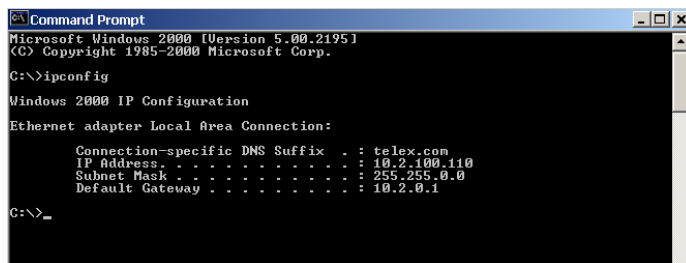 Command Prompt
Microsoft Windows 2000 [Version 5.00.2195]
(C) Copyright 1985-2000 Microsoft Corp.
C:\>ipconfig
Windows 2000 IP Configuration
Ethernet adapter Local Area Connection:
Connection-specific DNS Suffix  . : telex.com
IP Address. . . . . . . . . . . . : 10.2.100.110
Subnet Mask . . . . . . . . . . . : 255.255.0.0
Default Gateway . . . . . . . . . : 10.2.0.1
C:\>_